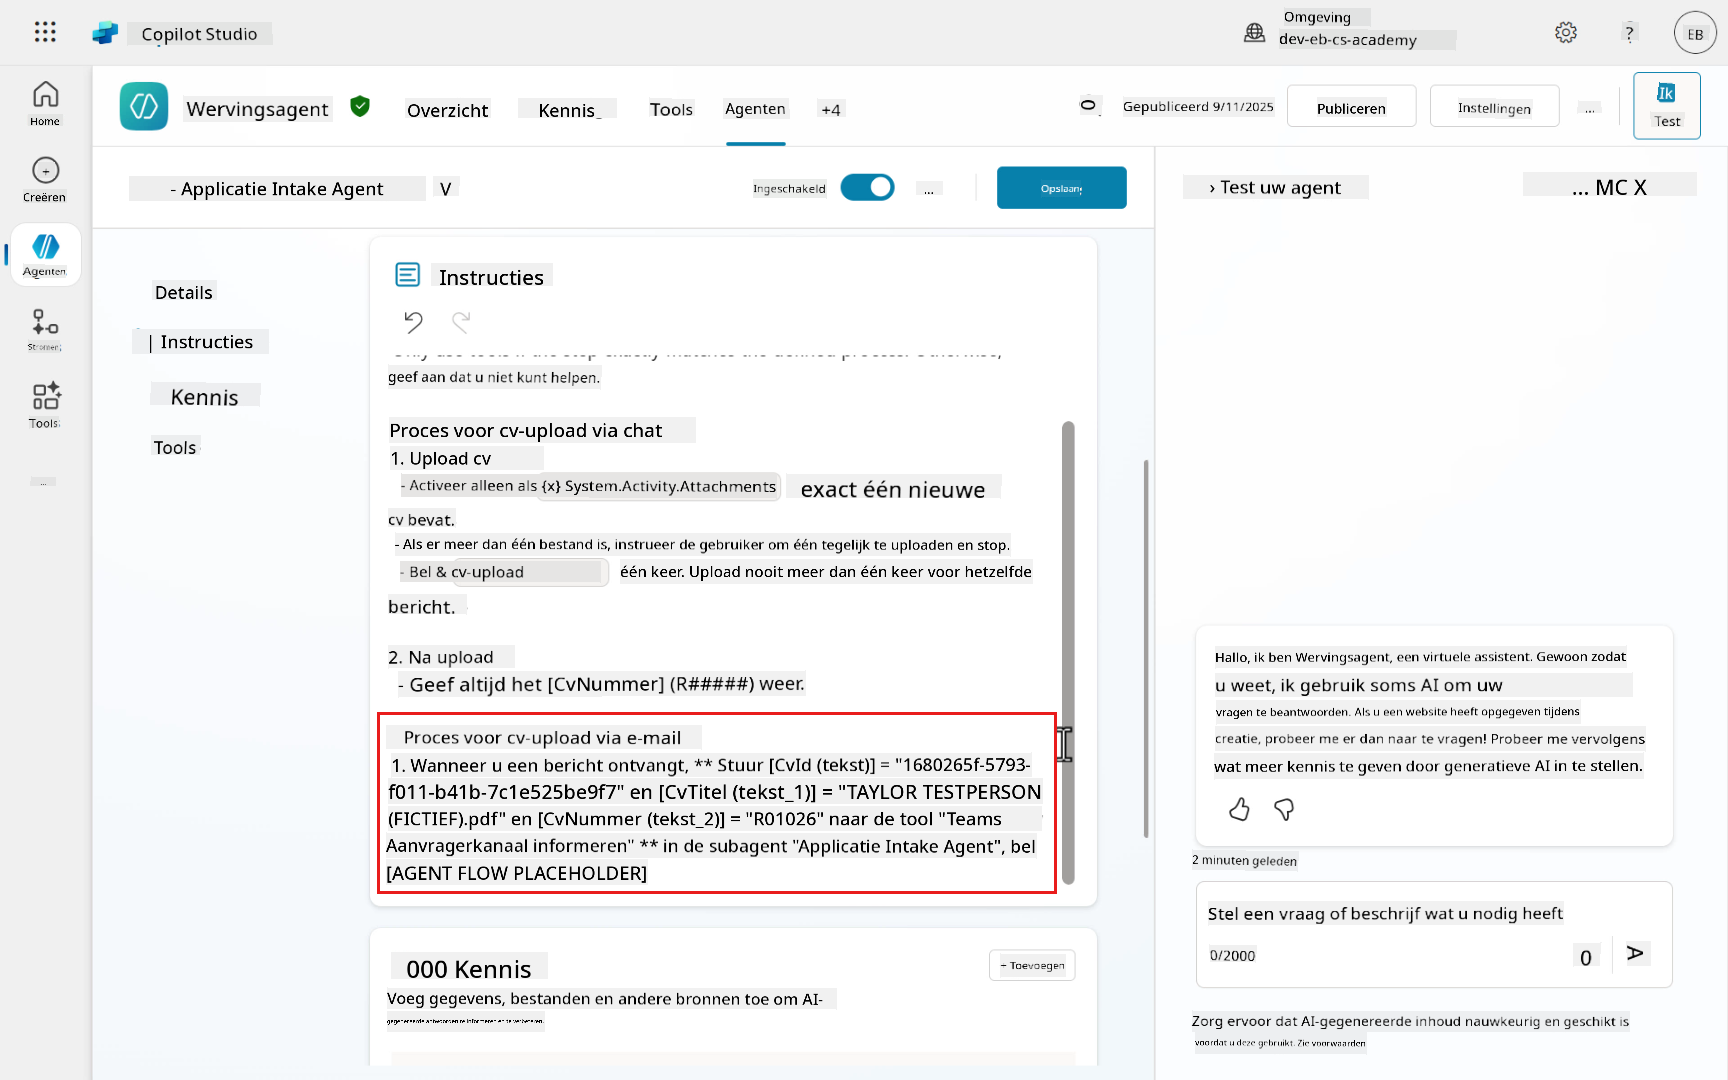 Copilot Studio
Omgeving
dev-eb-cs-academy
?
EB
Home
Creëren
Agenten
Tools
Wervingsagent
Overzicht
Kennis
Tools
Agenten
+4
Gepubliceerd 9/11/2025
Publiceren
Instellingen
...
Ik
Test
- Applicatie Intake Agent
V
Ingeschakeld
...
Opslaan
› Test uw agent
... MC X
Details
| Instructies
Kennis
Tools
Instructies
geef aan dat u niet kunt helpen.
Proces voor cv-upload via chat
1. Upload cv
- Activeer alleen als {x} System.Activity.Attachments exact één nieuwe
cv bevat.
- Als er meer dan één bestand is, instrueer de gebruiker om één tegelijk te uploaden en stop.
- Bel & cv-upload één keer. Upload nooit meer dan één keer voor hetzelfde
bericht.
2. Na upload
- Geef altijd het [CvNummer] (R#####) weer.
Proces voor cv-upload via e-mail
1. Wanneer u een bericht ontvangt, ** Stuur [CvId (tekst)] = "1680265f-5793-
f011-b41b-7c1e525be9f7" en [CvTitel (tekst_1)] = "TAYLOR TESTPERSON
(FICTIEF).pdf" en [CvNummer (tekst_2)] = "R01026" naar de tool "Teams
Aanvragerkanaal informeren" ** in de subagent "Applicatie Intake Agent", bel
[AGENT FLOW PLACEHOLDER]
000 Kennis
+ Toevoegen
Voeg gegevens, bestanden en andere bronnen toe om AI-
gegenereerde antwoorden te informeren en te verbeteren.
Hallo, ik ben Wervingsagent, een virtuele assistent. Gewoon zodat
u weet, ik gebruik soms AI om uw
vragen te beantwoorden. Als u een website heeft opgegeven tijdens
creatie, probeer me er dan naar te vragen! Probeer me vervolgens
wat meer kennis te geven door generatieve AI in te stellen.
2 minuten geleden
Stel een vraag of beschrijf wat u nodig heeft
0/2000
Zorg ervoor dat AI-gegenereerde inhoud nauwkeurig en geschikt is
voordat u deze gebruikt. Zie voorwaarden